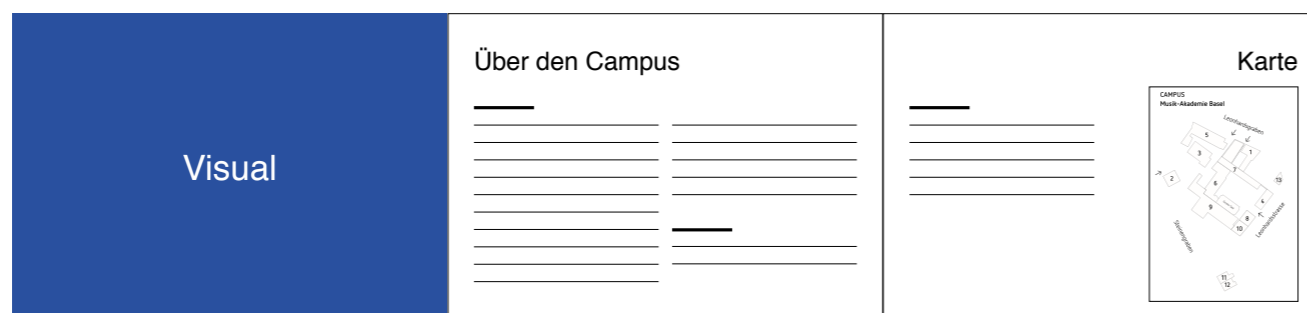 Visual
Über den Campus
Karte
CAMPUS
Musik-Akademie Basel
Leonhardsgraben
5
1
3
7
2
6
13
4
9
8
10
Leonhardstrasse
Steinengraben
11
12